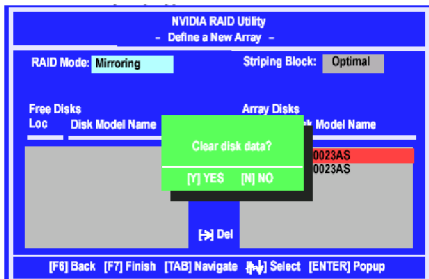 NVIDIA RAID Utility
- Define a New Array -
RAID Mode: Mirroring
Striping Block: Optimal
Free Disks
Array Disks
Loc Disk Model Name
Model Name
Clear disk data?
[Y] YES [N] NO
0023AS
0023AS
Del
[F6] Back [F7] Finish [TAB] Navigate Select [ENTER] Popup